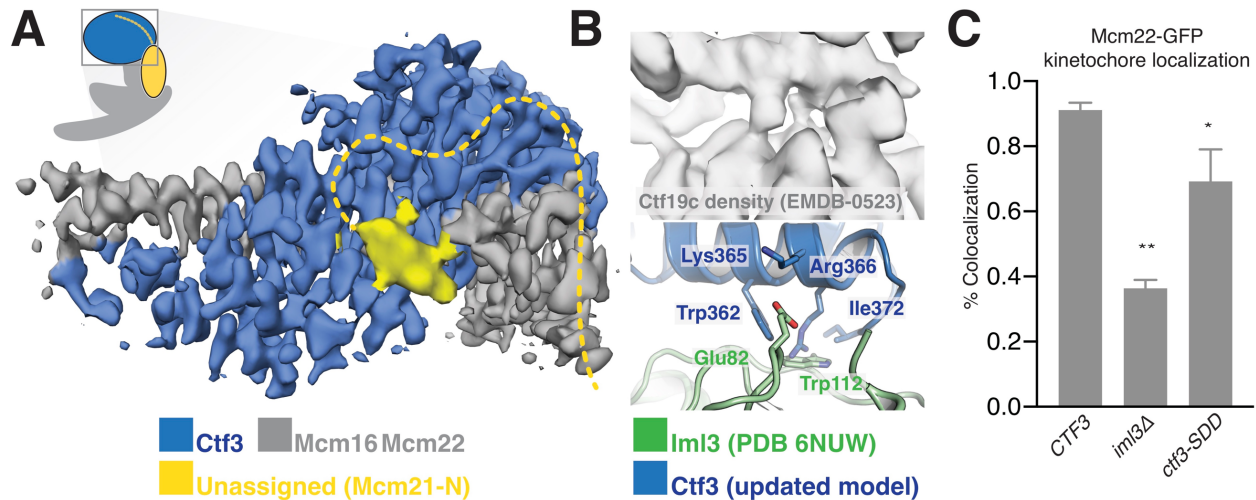 A
Ctf3
Mcm16 Mcm22
Unassigned (Mcm21-N)
B
Ctf19c density (EMDB-0523)
Lys365
Arg366
Trp362
Ile372
Glu82
Trp112
Iml3 (PDB 6NUW)
Ctf3 (updated model)
C
Mcm22-GFP
kinetochore localization
% Colocalization
1.0
0.8
0.6
0.4
0.2
0.0
**
*
CTF3
iml3Δ
ctf3-SDD